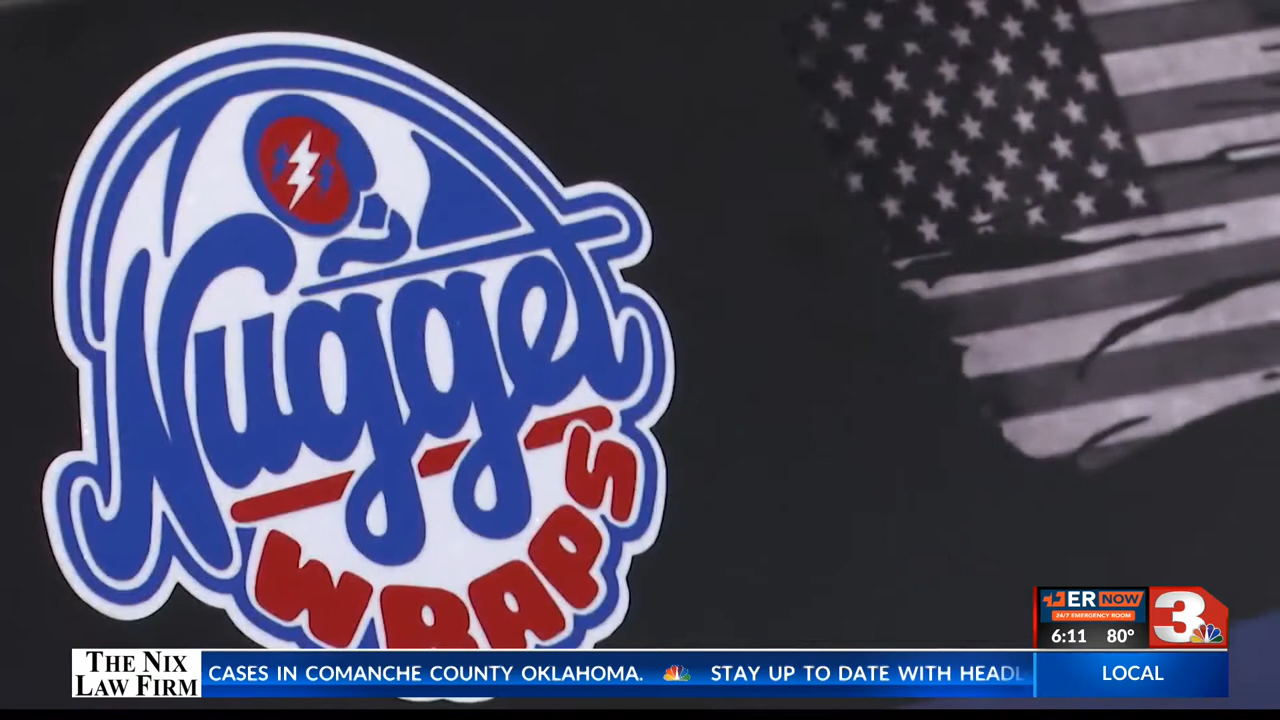 Nugget
WRAPS
ER NOW
24/7 EMERGENCY ROOM
6:11 80°
3
THE NIX
LAW FIRM
CASES IN COMANCHE COUNTY OKLAHOMA. STAY UP TO DATE WITH HEADL
LOCAL